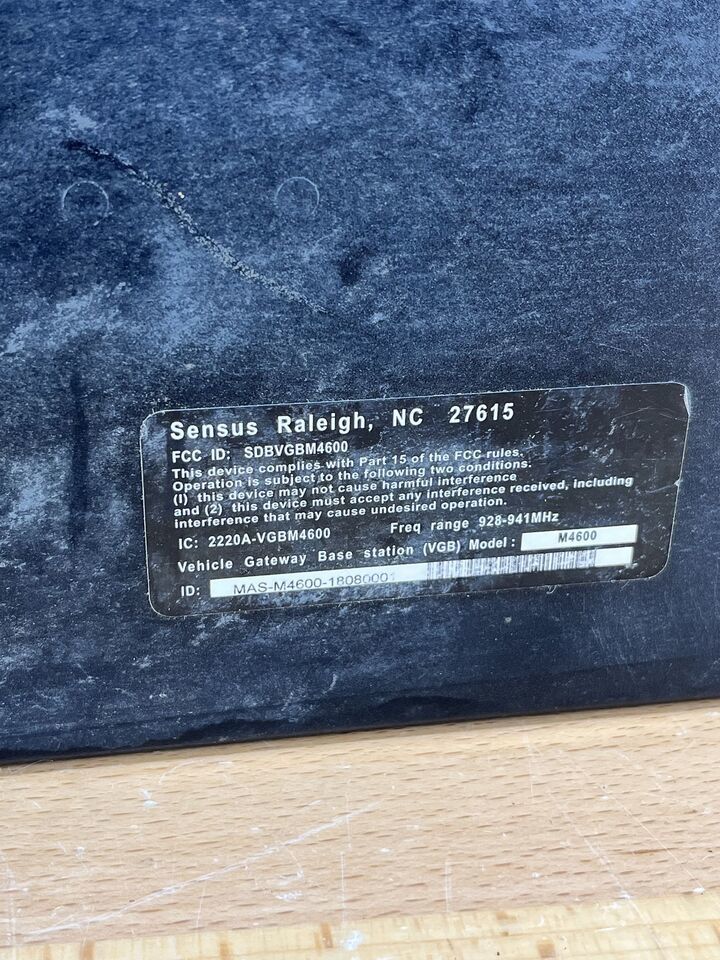 Sensus Raleigh, NC 27615
FCC ID: SDBVGBM4600
This device complies with Part 15 of the FCC rules.
Operation is subject to the following two conditions:
(I) this device may not cause harmful interference
and (2) this device must accept any interference received, including
interference that may cause undesired operation.
IC: 2220A-VGBM4600 Freq range 928-941MHz
Vehicle Gateway Base station (VGB) Model : M4600
ID: MAS-M4600-18080001